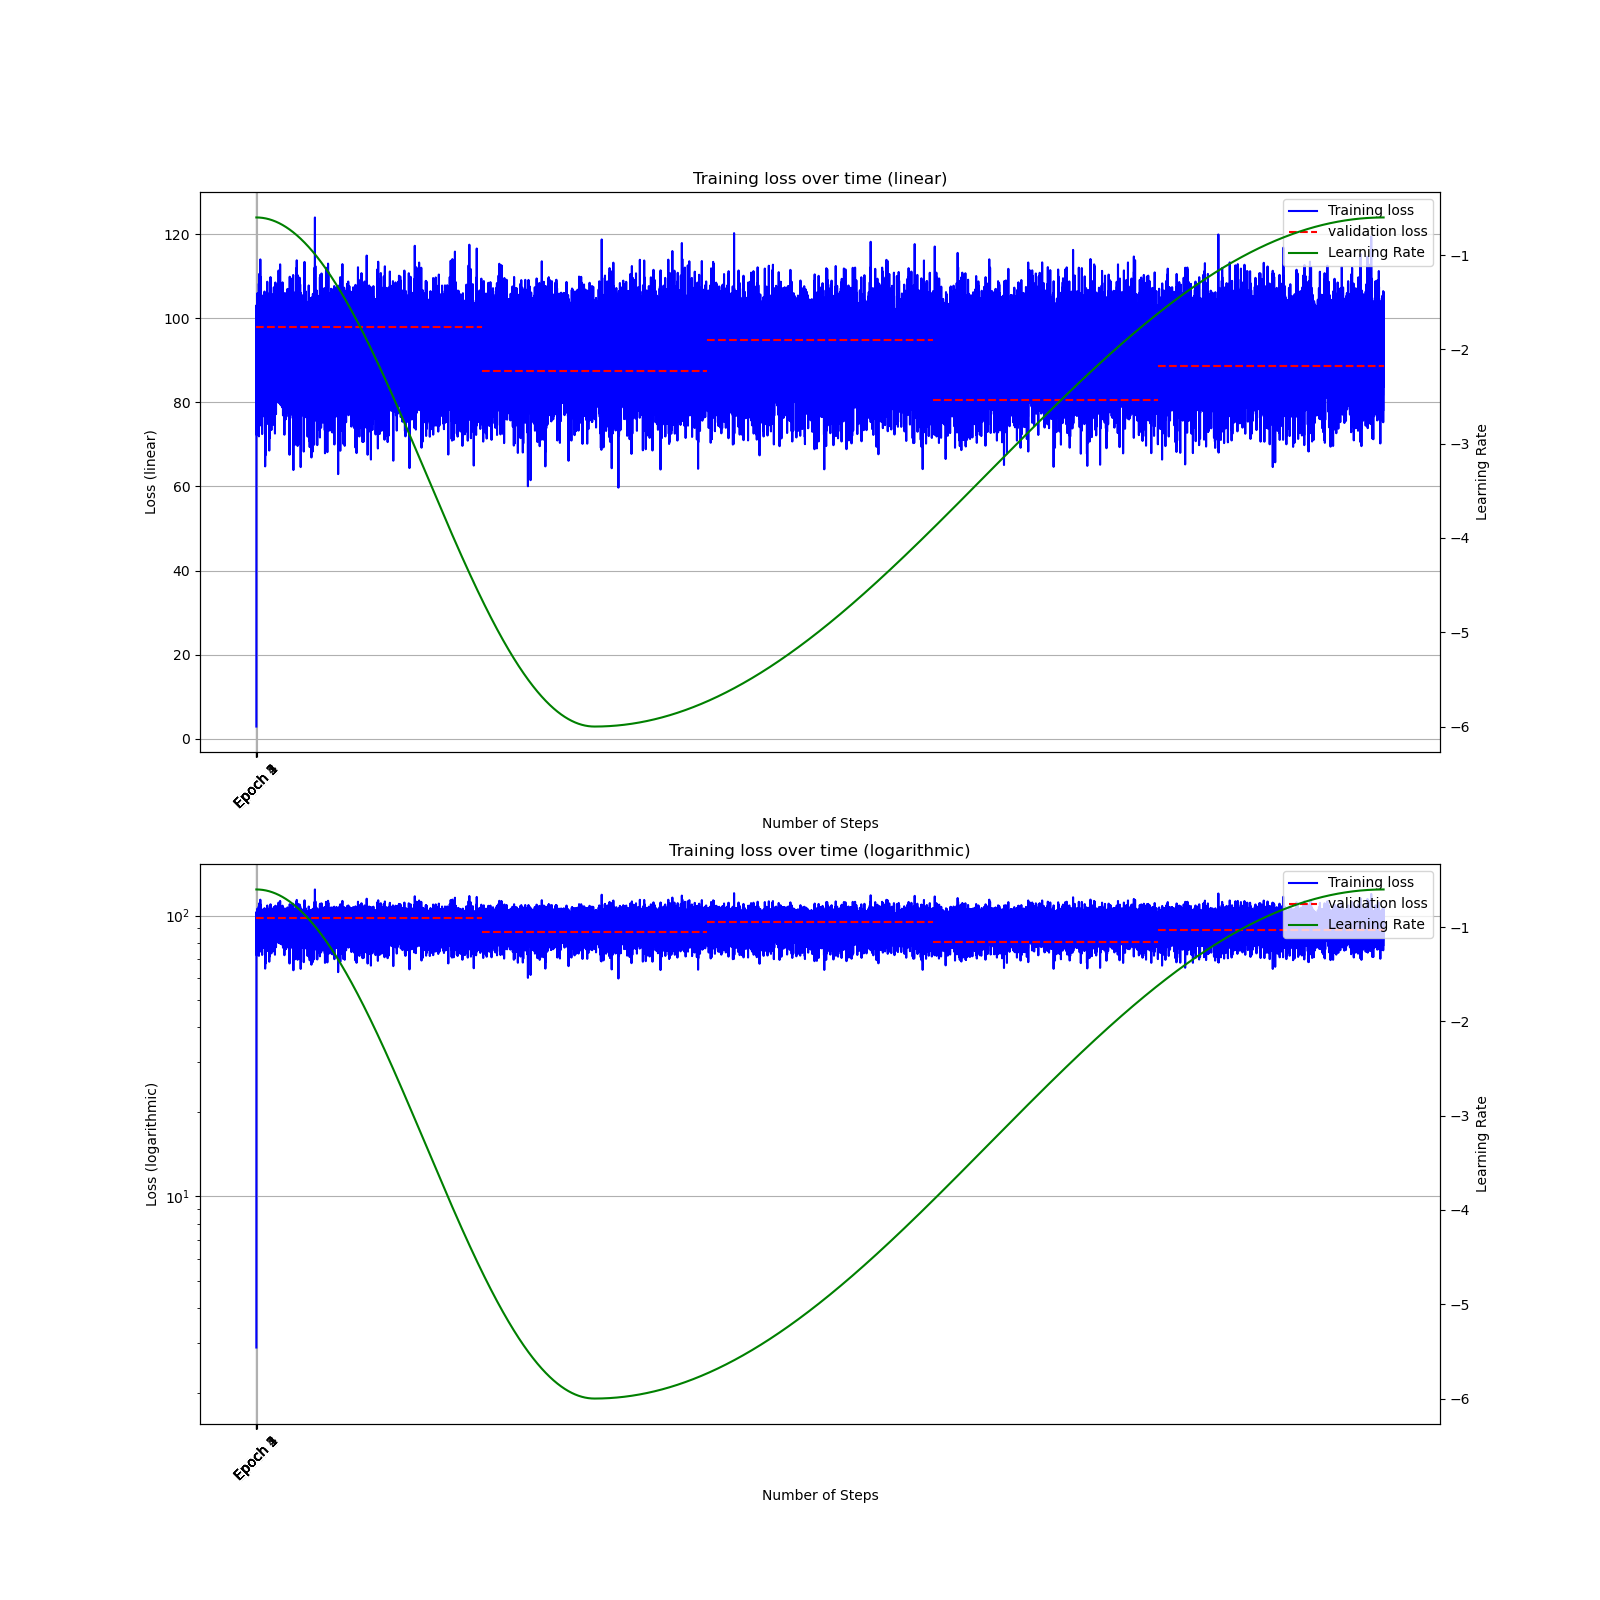 Training loss over time (linear)
Training loss
validation loss
Learning Rate
120
100
80
60
40
20
0
Loss (linear)
−1
−2
−3
−4
−5
−6
Learning Rate
Epoch
Number of Steps
Training loss over time (logarithmic)
Training loss
validation loss
Learning Rate
10²
10¹
Loss (logarithmic)
−1
−2
−3
−4
−5
−6
Learning Rate
Epoch
Number of Steps